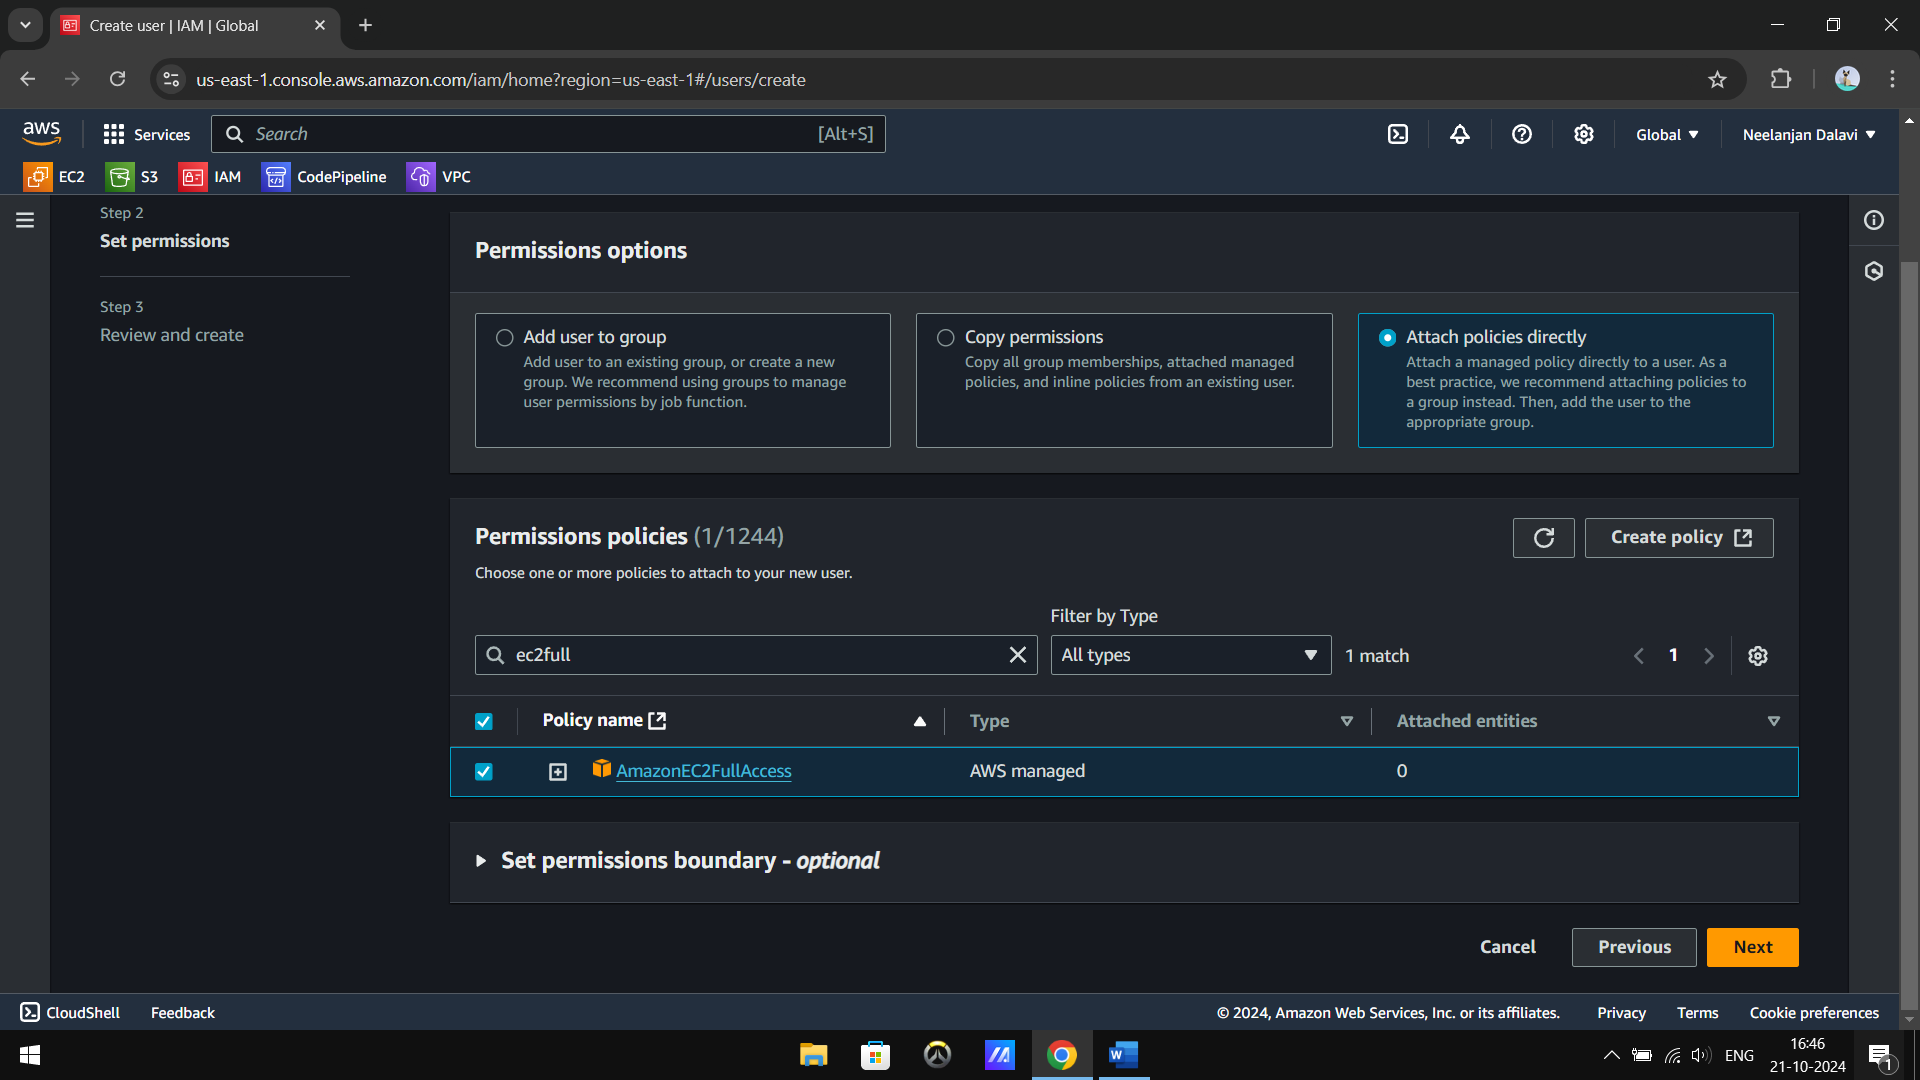 Create user | IAM | Global
us-east-1.console.aws.amazon.com/iam/home?region=us-east-1#/users/create
aws
Services
Search
[Alt+S]
Global
Neelanjan Dalavi
EC2
S3
IAM
CodePipeline
VPC
Step 2
Set permissions
Step 3
Review and create
Permissions options
Add user to group
Add user to an existing group, or create a new
group. We recommend using groups to manage
user permissions by job function.
Copy permissions
Copy all group memberships, attached managed
policies, and inline policies from an existing user.
Attach policies directly
Attach a managed policy directly to a user. As a
best practice, we recommend attaching policies to
a group instead. Then, add the user to the
appropriate group.
Permissions policies (1/1244)
Choose one or more policies to attach to your new user.
Create policy
Filter by Type
ec2full
All types
1 match
1
Policy name
Type
Attached entities
AmazonEC2FullAccess
AWS managed
0
Set permissions boundary - optional
Cancel
Previous
Next
CloudShell
Feedback
© 2024, Amazon Web Services, Inc. or its affiliates.
Privacy
Terms
Cookie preferences
W
ENG
16:46
21-10-2024
1